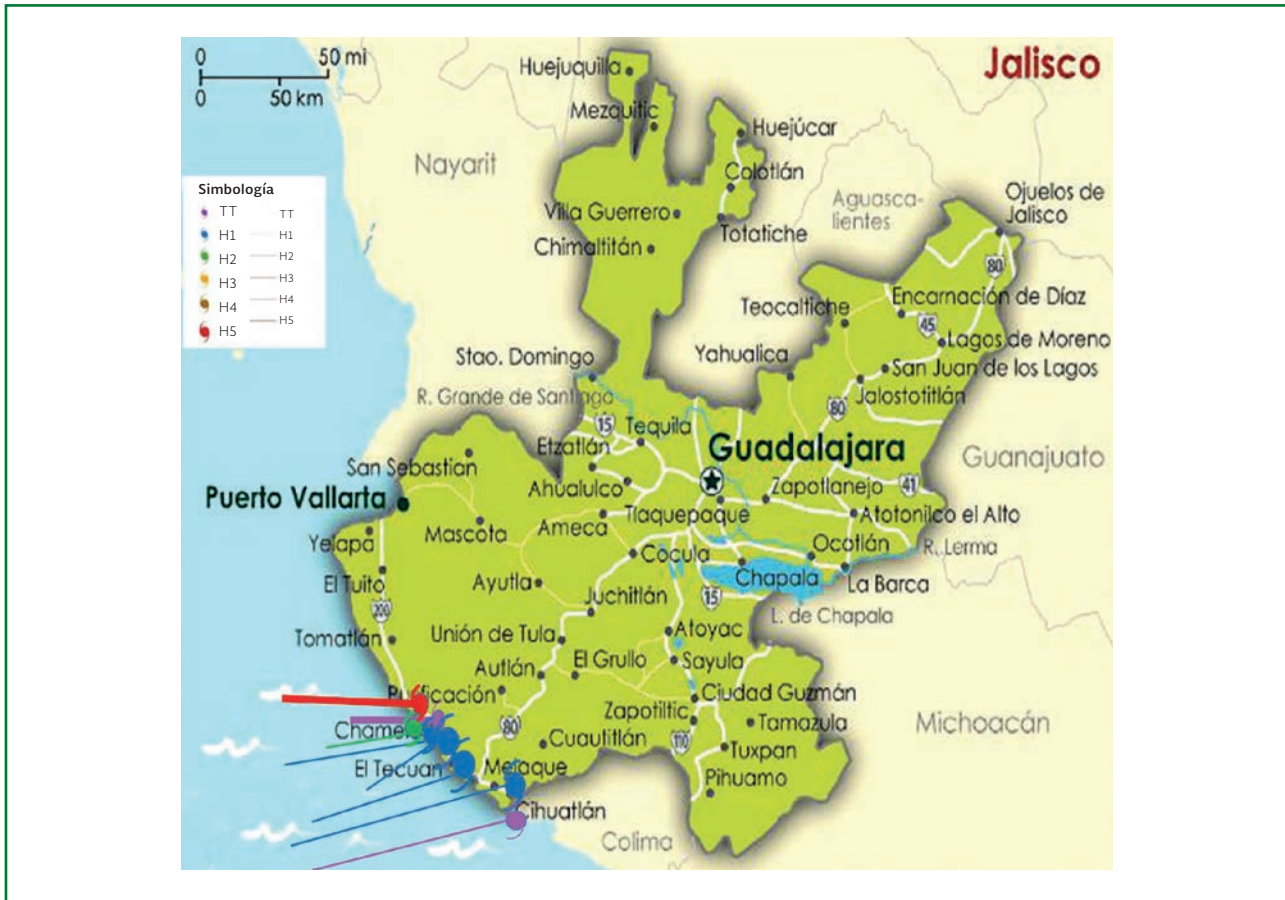 0 50 mi
0 50 km
Jalisco
Huejuquilla
Mezquitic
Huejúcar
Nayarit
Colotlán
Simbología
TT TT
H1 H1
H2 H2
H3 H3
H4 H4
H5 H5
Aguasca-
lientes
Ojuelos de
Jalisco
Villa Guerrero
Totatiche
Chimaltitán
80
Teocaltiche
Encarnación de Díaz
45
Lagos de Moreno
Stao. Domingo
Yahualica
San Juan de los Lagos
R. Grande de Santiago
Jalostotitlán
80
15
Tequila
Etzatlán
Guadalajara
Guanajuato
San Sebastian
Ahualulco
Zapotlanejo
41
Puerto Vallarta
Ameca
Tlaquepaque
Atotonilco el Alto
Mascota
Yelapa
Cocula
Ocotlán
R. Lerma
El Tuito
Ayutla
Chapala
La Barca
200
Juchitlán
15
L. de Chapala
Tomatlán
Unión de Tula
Atoyac
Autlán
El Grullo
Sayula
Ciudad Guzmán
80
Zapotiltic
Tamazula
Michoacán
Cuautitlán
110
Tuxpan
El Tecuan
Melaque
Pihuamo
Cihuatlán
Colima